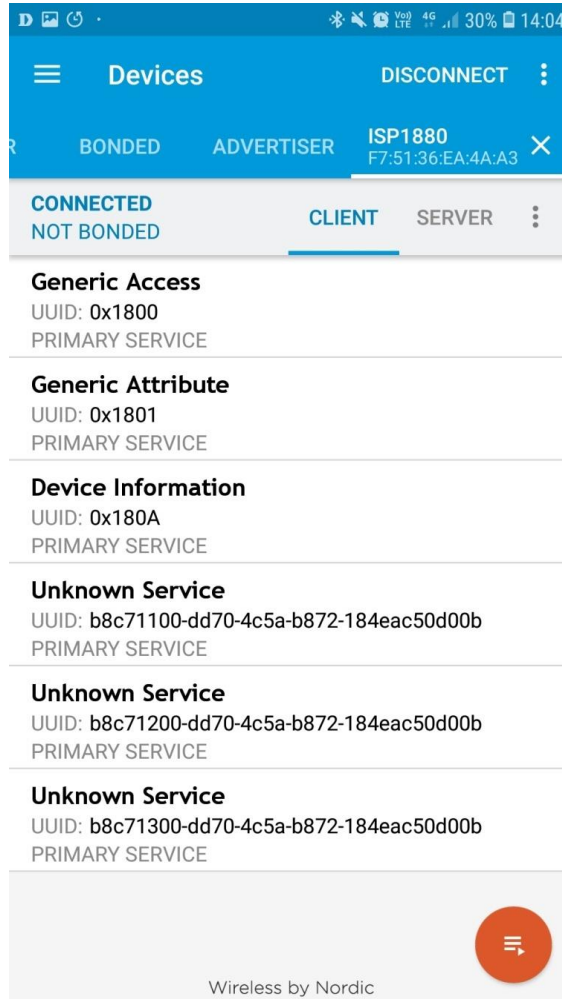 D VoLTE 4G 30% 14:04
Devices DISCONNECT
R BONDED ADVERTISER ISP1880
F7:51:36:EA:4A:A3
CONNECTED
NOT BONDED CLIENT SERVER
Generic Access
UUID: 0x1800
PRIMARY SERVICE
Generic Attribute
UUID: 0x1801
PRIMARY SERVICE
Device Information
UUID: 0x180A
PRIMARY SERVICE
Unknown Service
UUID: b8c71100-dd70-4c5a-b872-184eac50d00b
PRIMARY SERVICE
Unknown Service
UUID: b8c71200-dd70-4c5a-b872-184eac50d00b
PRIMARY SERVICE
Unknown Service
UUID: b8c71300-dd70-4c5a-b872-184eac50d00b
PRIMARY SERVICE
Wireless by Nordic